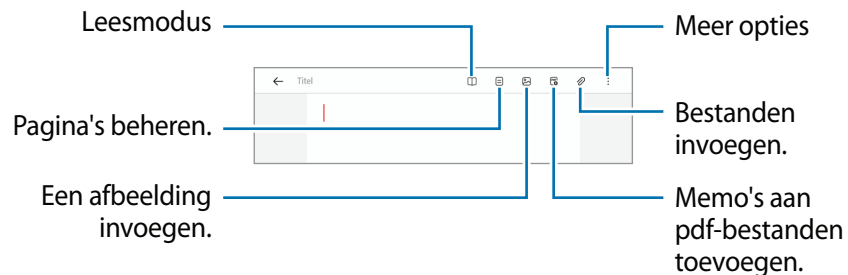 Leesmodus
Meer opties
Titel
Pagina's beheren.
Bestanden
invoegen.
Een afbeelding
invoegen.
Memo's aan
pdf-bestanden
toevoegen.